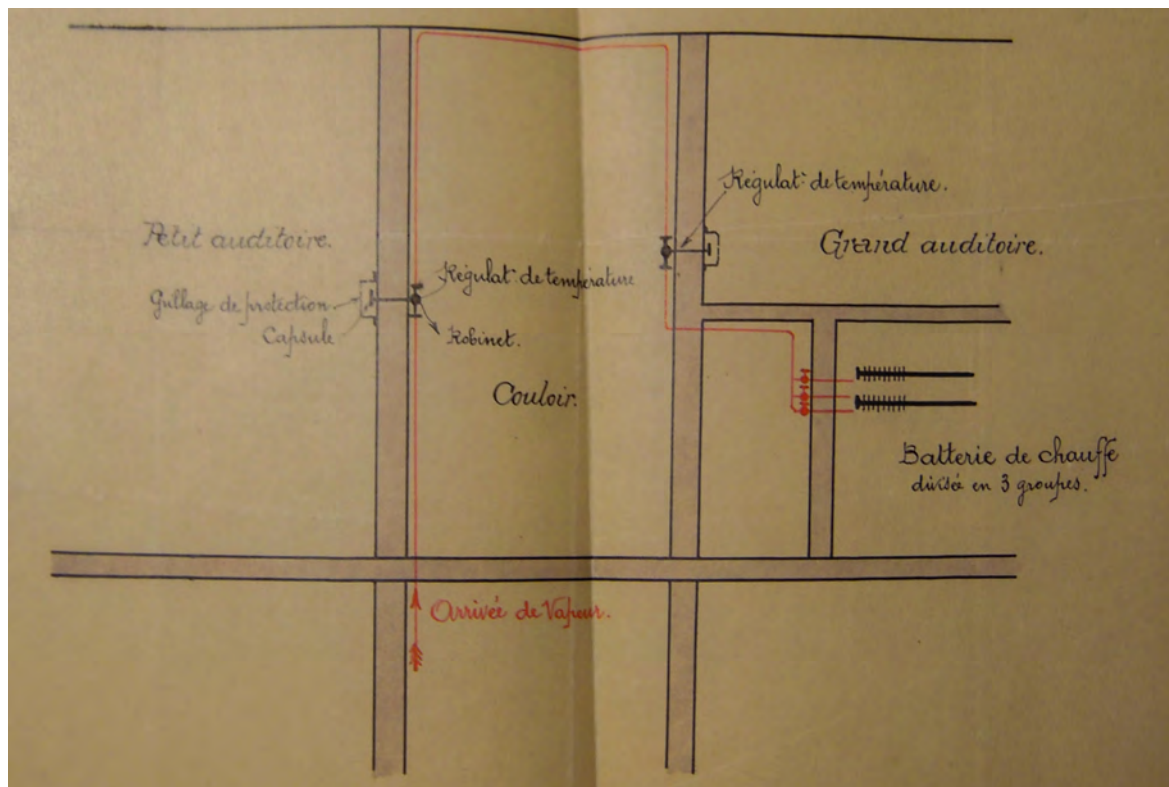 Régulat: de température.
Petit auditoire.
Grand auditoire.
Régulat: de température
Grillage de protection.
Capsule
Robinet.
Couloir.
Batterie de chauffe
divisée en 3 groupes.
Arrivée de Vapeur.